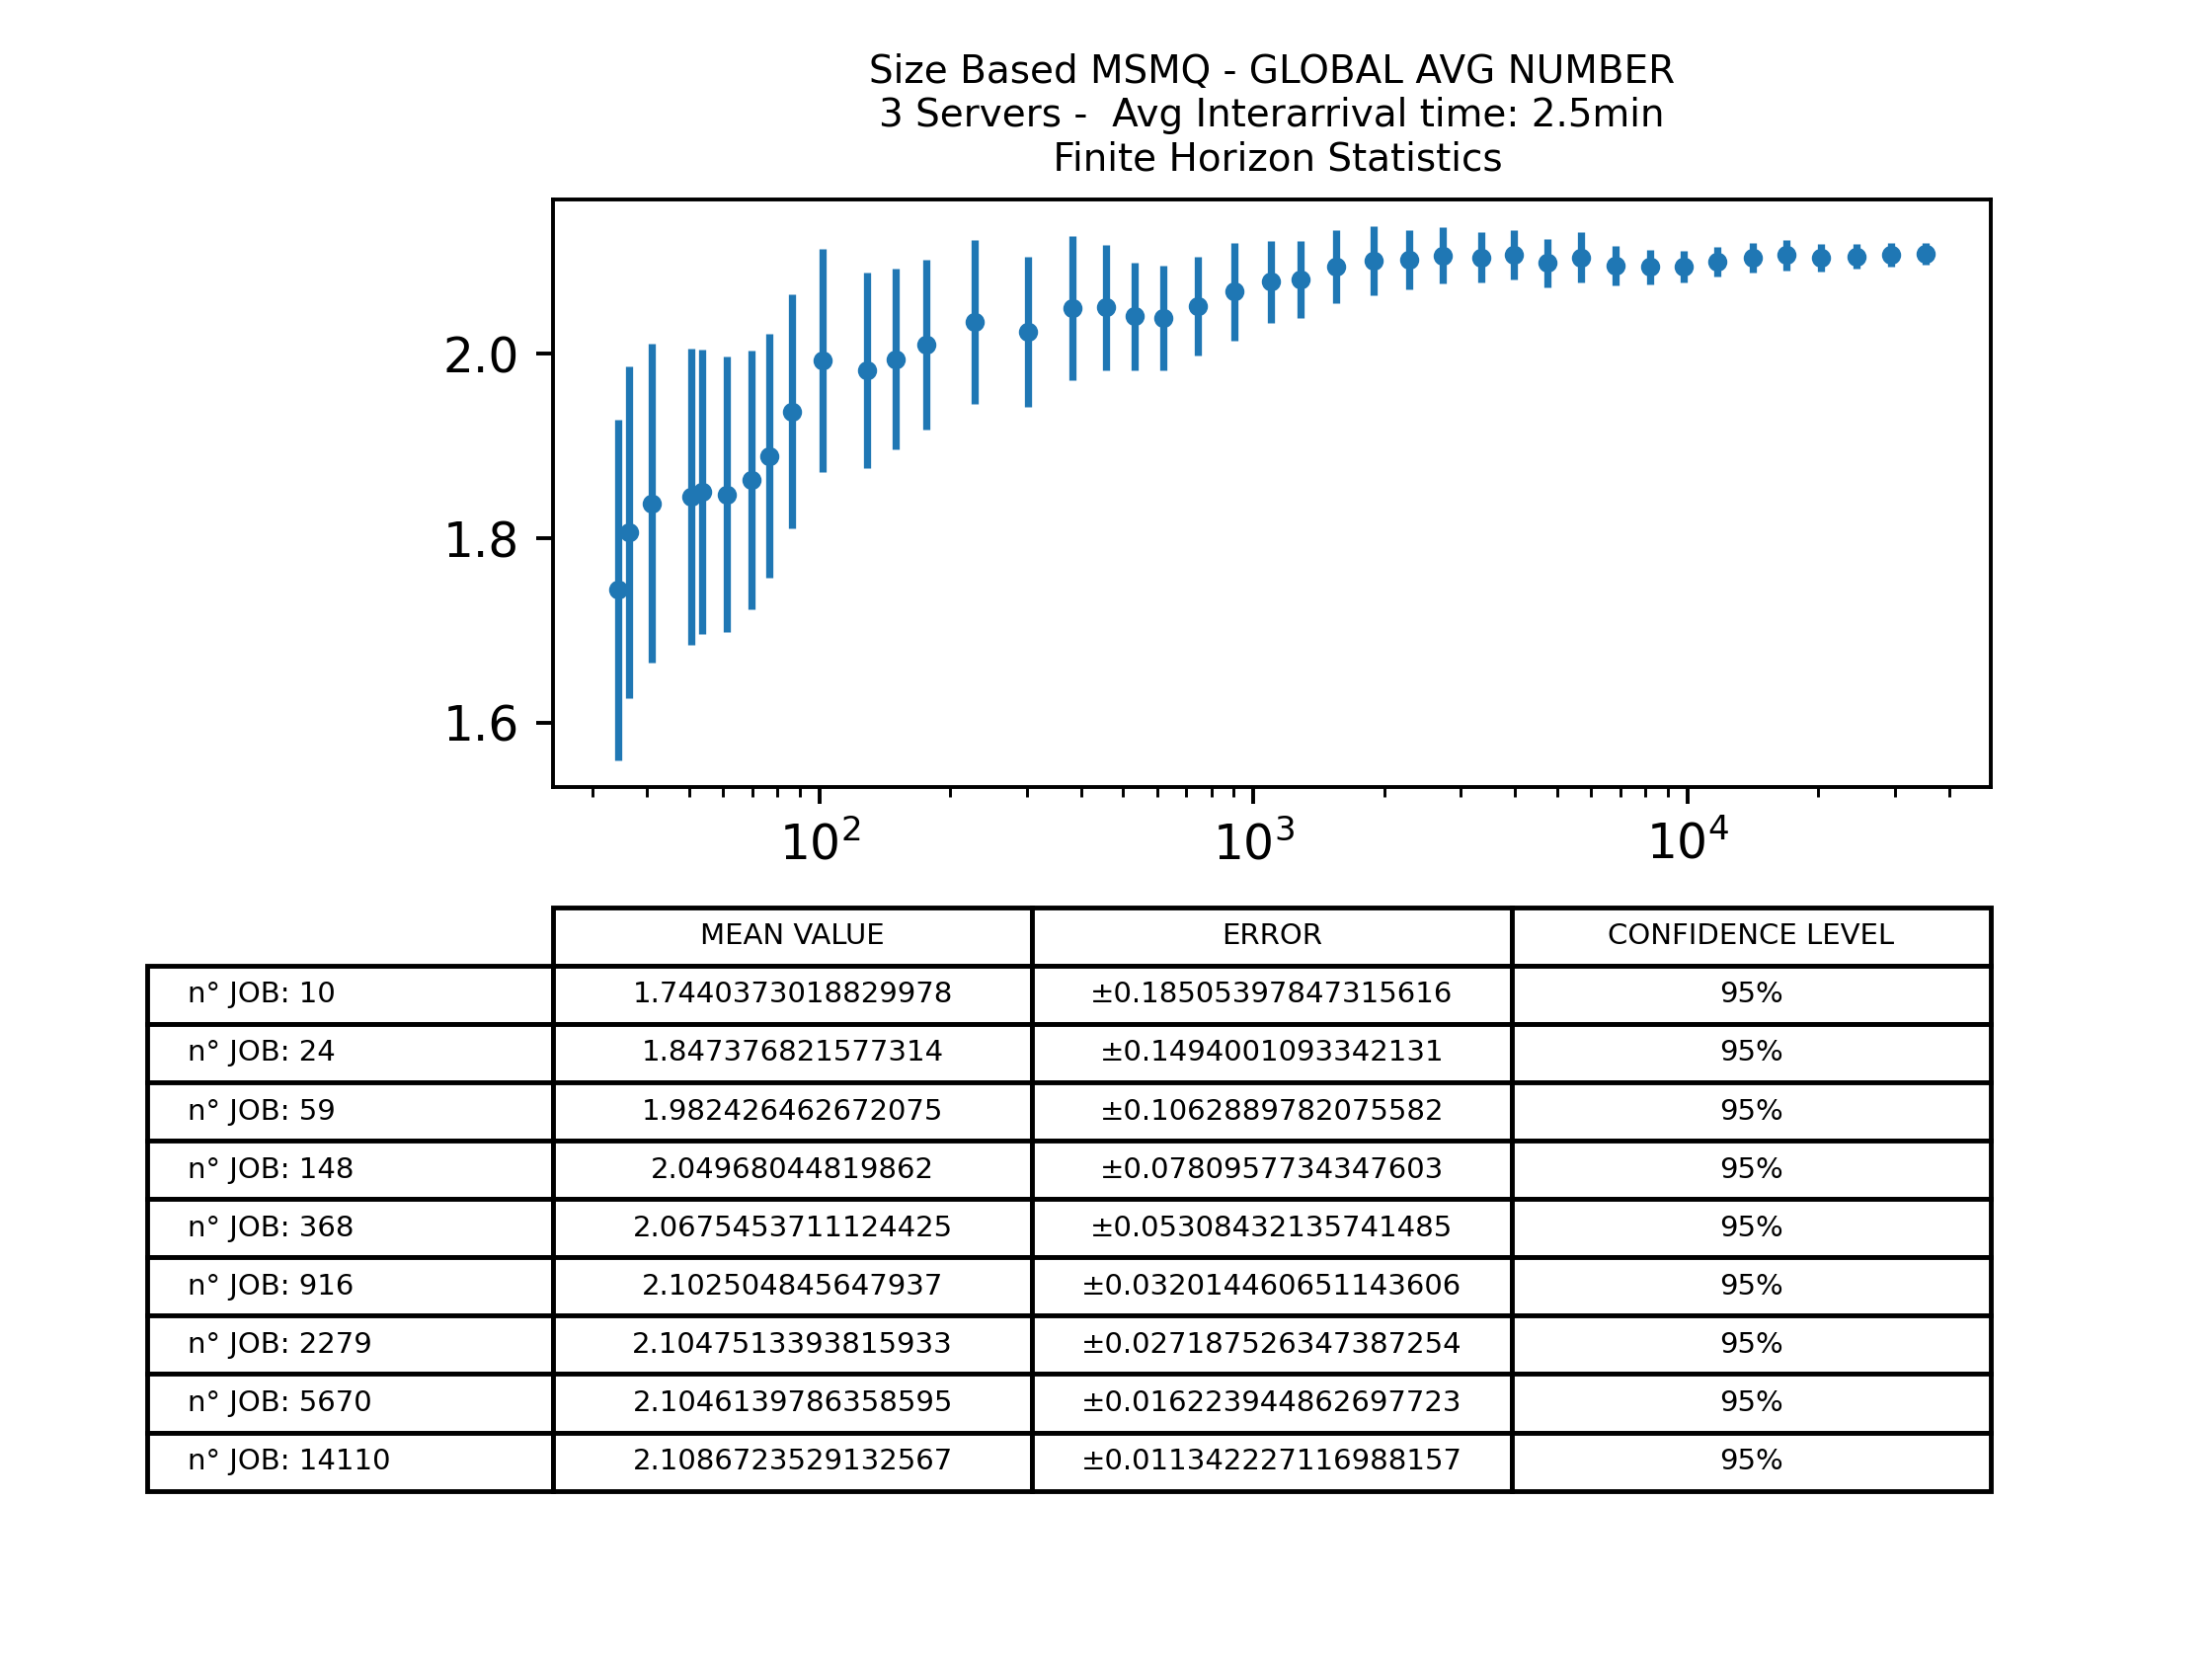 Size Based MSMQ - GLOBAL AVG NUMBER
3 Servers -  Avg Interarrival time: 2.5min
Finite Horizon Statistics
2.0
1.8
1.6
10² 10³ 10⁴
MEAN VALUE ERROR CONFIDENCE LEVEL
n° JOB: 10 1.7440373018829978 ±0.18505397847315616 95%
n° JOB: 24 1.847376821577314 ±0.1494001093342131 95%
n° JOB: 59 1.982426462672075 ±0.1062889782075582 95%
n° JOB: 148 2.04968044819862 ±0.0780957734347603 95%
n° JOB: 368 2.0675453711124425 ±0.05308432135741485 95%
n° JOB: 916 2.102504845647937 ±0.032014460651143606 95%
n° JOB: 2279 2.1047513393815933 ±0.027187526347387254 95%
n° JOB: 5670 2.1046139786358595 ±0.016223944862697723 95%
n° JOB: 14110 2.1086723529132567 ±0.011342227116988157 95%